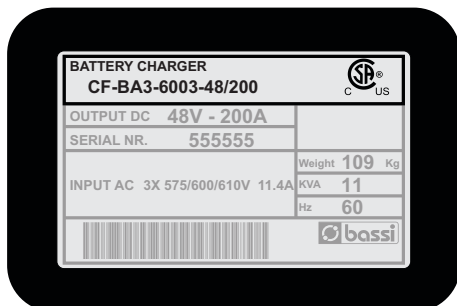 BATTERY CHARGER
CF-BA3-6003-48/200
SA ®
C US
OUTPUT DC 48V - 200A
SERIAL NR. 555555
INPUT AC 3X 575/600/610V 11.4A
Weight 109 Kg
KVA 11
Hz 60
bassi